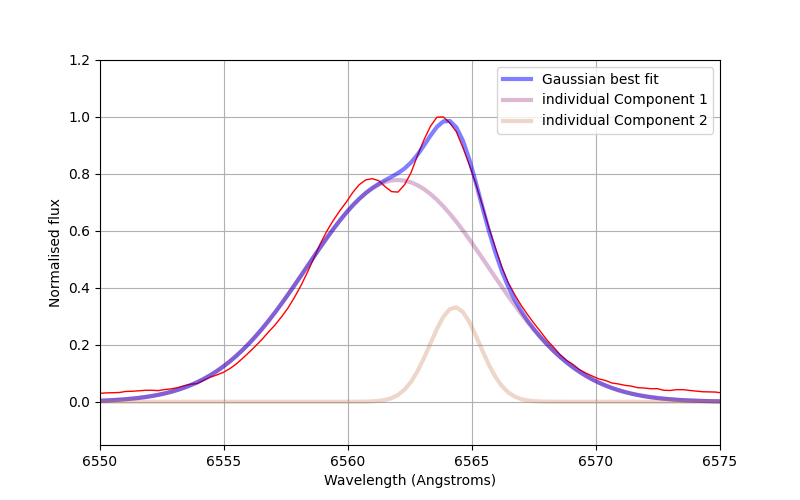 1.2
1.0
0.8
0.6
0.4
0.2
0.0
Normalised flux
Gaussian best fit
individual Component 1
individual Component 2
6550 6555 6560 6565 6570 6575
Wavelength (Angstroms)